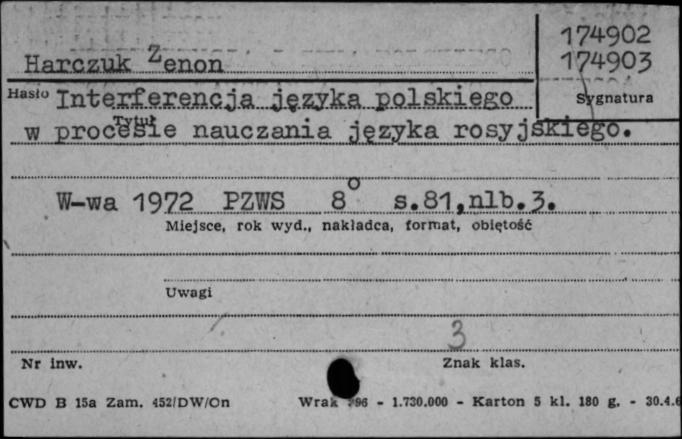 174902
Harczuk Zenon 174903
Hasło Interferencja języka polskiego Sygnatura
Tytuł
w procesie nauczania języka rosyjskiego.
W-wa 1972 PZWS 8° s.81,nlb.3.
Miejsce, rok wyd., nakładca, format, objętość
Uwagi
3
Nr inw. Znak klas.
CWD B 15a Zam. 452/DW/On Wrak 96 - 1.730.000 - Karton 5 kl. 180 g. - 30.4.6